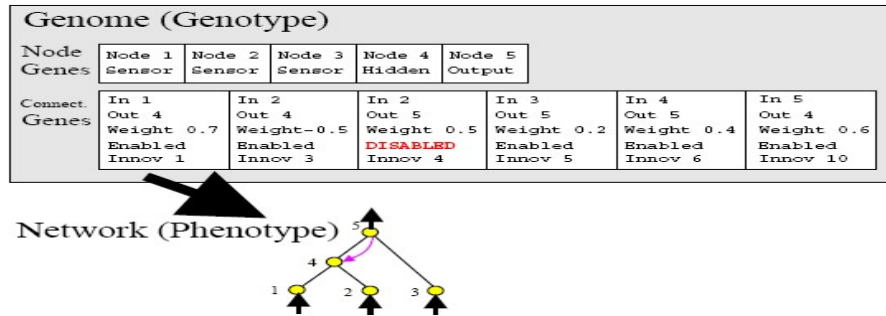 Genome (Genotype)
Node Genes
Node 1 Sensor
Node 2 Sensor
Node 3 Sensor
Node 4 Hidden
Node 5 Output
Connect. Genes
In 1
Out 4
Weight 0.7
Enabled
Innov 1
In 2
Out 4
Weight-0.5
Enabled
Innov 3
In 2
Out 5
Weight 0.5
DISABLED
Innov 4
In 3
Out 5
Weight 0.2
Enabled
Innov 5
In 4
Out 5
Weight 0.4
Enabled
Innov 6
In 5
Out 4
Weight 0.6
Enabled
Innov 10
Network (Phenotype)
5
4
1
2
3